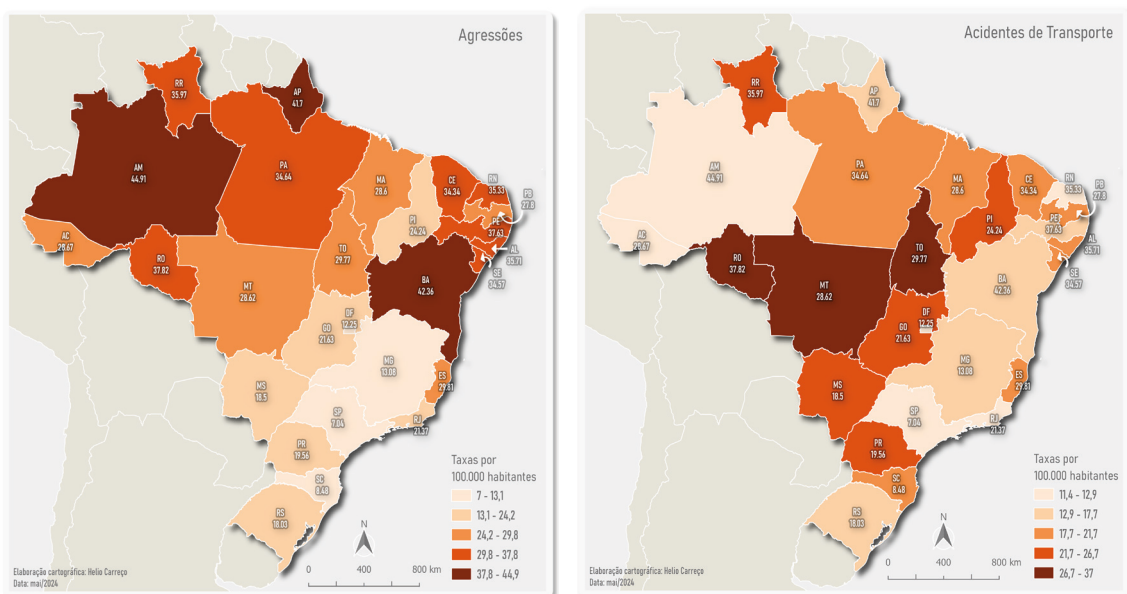 Agressões
RR
35.97
AP
41.7
AM
44.91
PA
34.64
MA
28.6
CE
34.34
RN
35.33
PB
27.8
PI
24.24
PE
37.63
AL
35.71
SE
34.57
AC
28.67
RO
37.82
TO
29.77
BA
42.36
MT
28.62
DF
12.25
GO
21.63
MG
13.08
ES
29.81
MS
18.5
SP
7.04
RJ
21.37
PR
19.56
SC
8.48
RS
18.03
Taxas por
100.000 habitantes
7 - 13,1
13,1 - 24,2
24,2 - 29,8
29,8 - 37,8
37,8 - 44,9
N
0 400 800 km
Elaboração cartográfica: Helio Carreço
Data: mai/2024
Acidentes de Transporte
RR
35.97
AP
41.7
AM
44.91
PA
34.64
MA
28.6
CE
34.34
RN
35.33
PB
27.8
PI
24.24
PE
37.63
AL
35.71
SE
34.57
AC
28.67
RO
37.82
TO
29.77
BA
42.36
MT
28.62
DF
12.25
GO
21.63
MG
13.08
ES
29.81
MS
18.5
SP
7.04
RJ
21.37
PR
19.56
SC
8.48
RS
18.03
Taxas por
100.000 habitantes
11,4 - 12,9
12,9 - 17,7
17,7 - 21,7
21,7 - 26,7
26,7 - 37
N
0 400 800 km
Elaboração cartográfica: Helio Carreço
Data: mai/2024